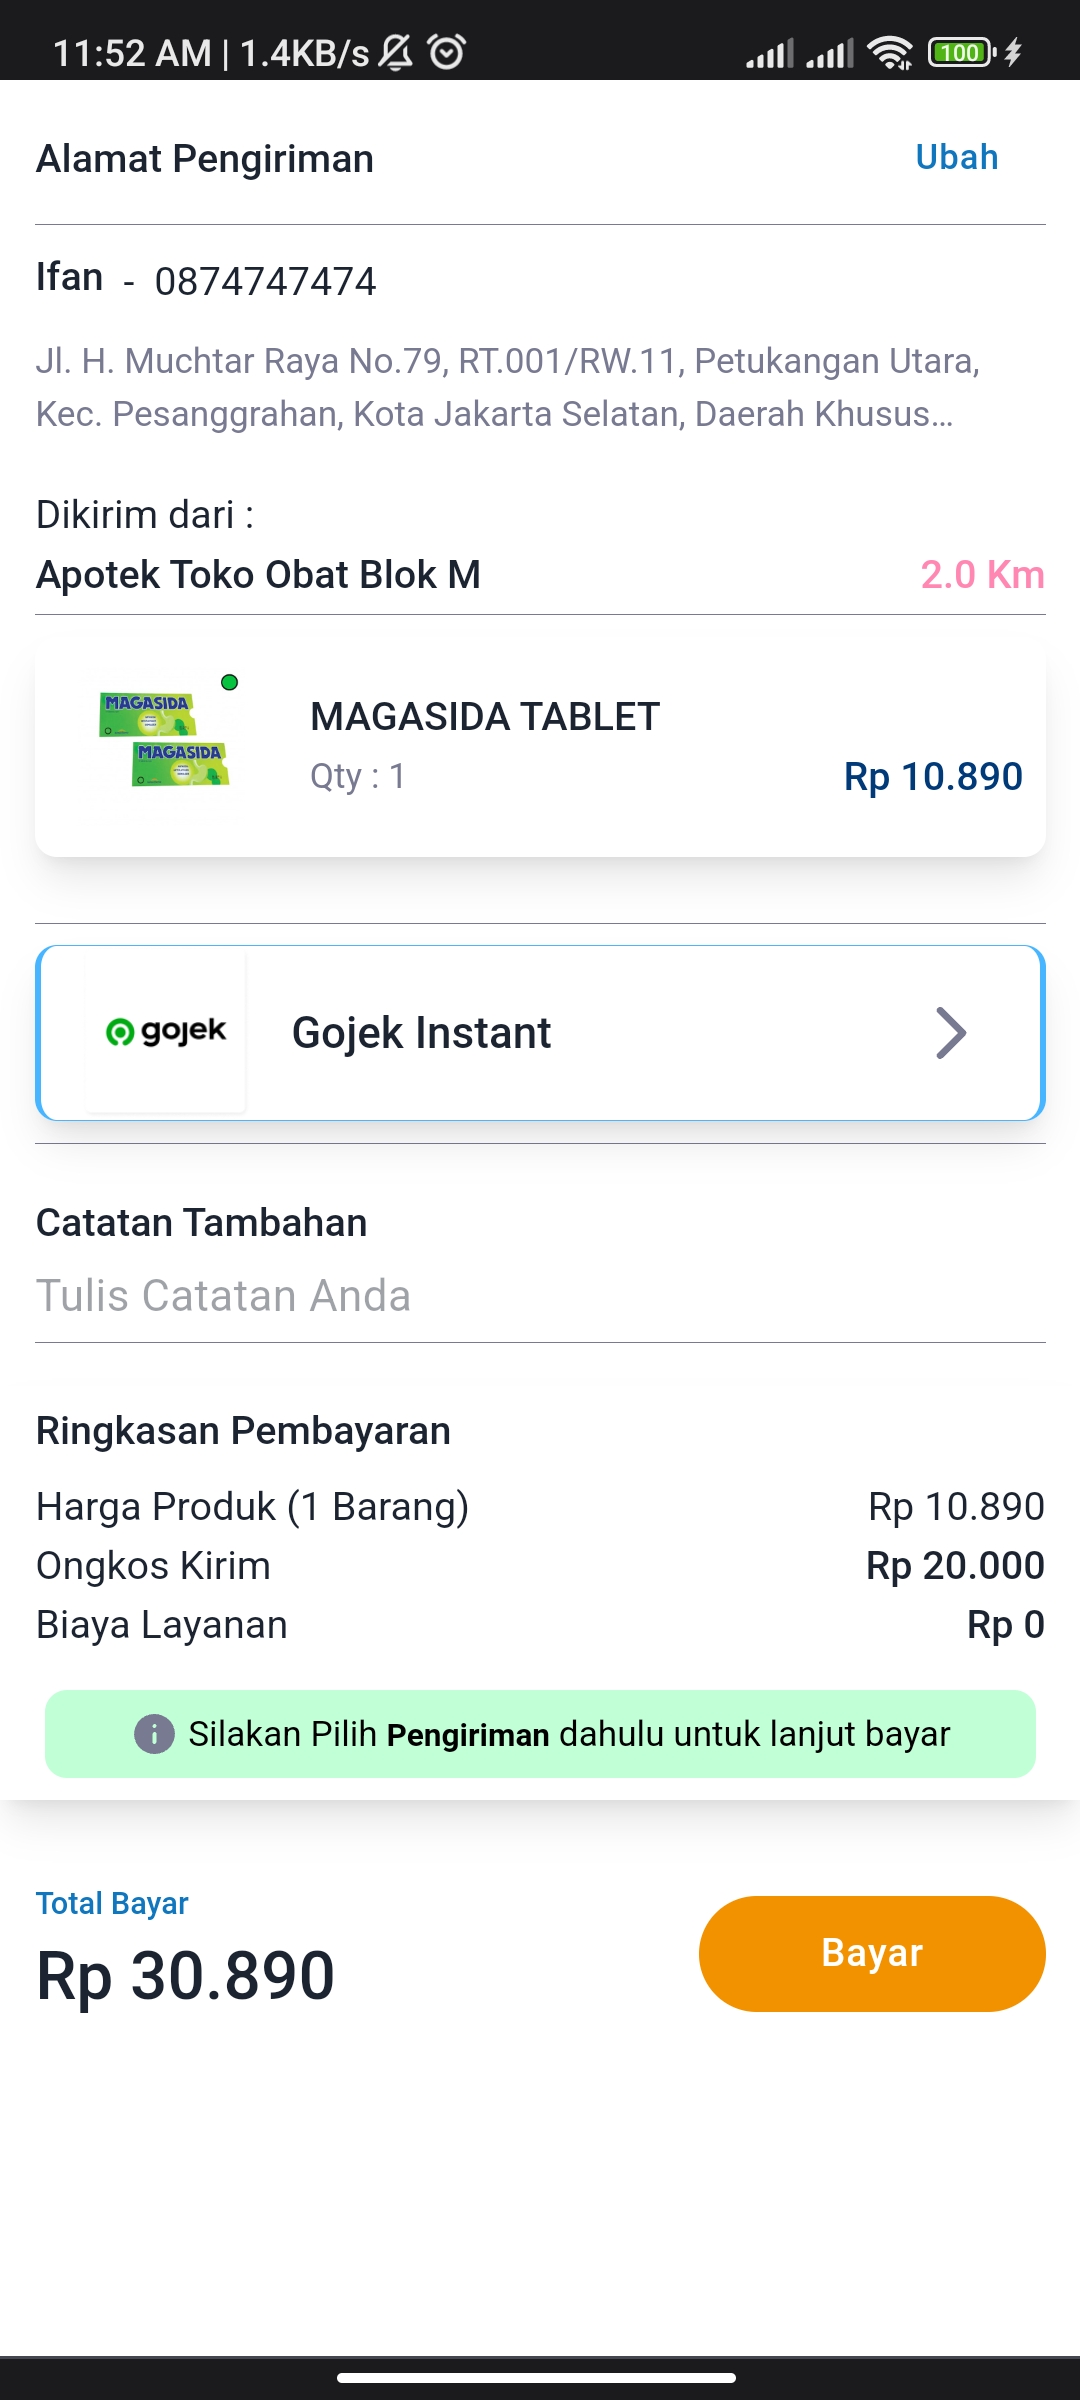 11:52 AM | 1.4KB/s
100
Alamat Pengiriman
Ubah
Ifan - 0874747474
Jl. H. Muchtar Raya No.79, RT.001/RW.11, Petukangan Utara,
Kec. Pesanggrahan, Kota Jakarta Selatan, Daerah Khusus...
Dikirim dari :
Apotek Toko Obat Blok M
2.0 Km
MAGASIDA
MAGASIDA
MAGASIDA TABLET
Qty : 1
Rp 10.890
gojek
Gojek Instant
Catatan Tambahan
Tulis Catatan Anda
Ringkasan Pembayaran
Harga Produk (1 Barang) Rp 10.890
Ongkos Kirim Rp 20.000
Biaya Layanan Rp 0
Silakan Pilih Pengiriman dahulu untuk lanjut bayar
Total Bayar
Rp 30.890
Bayar